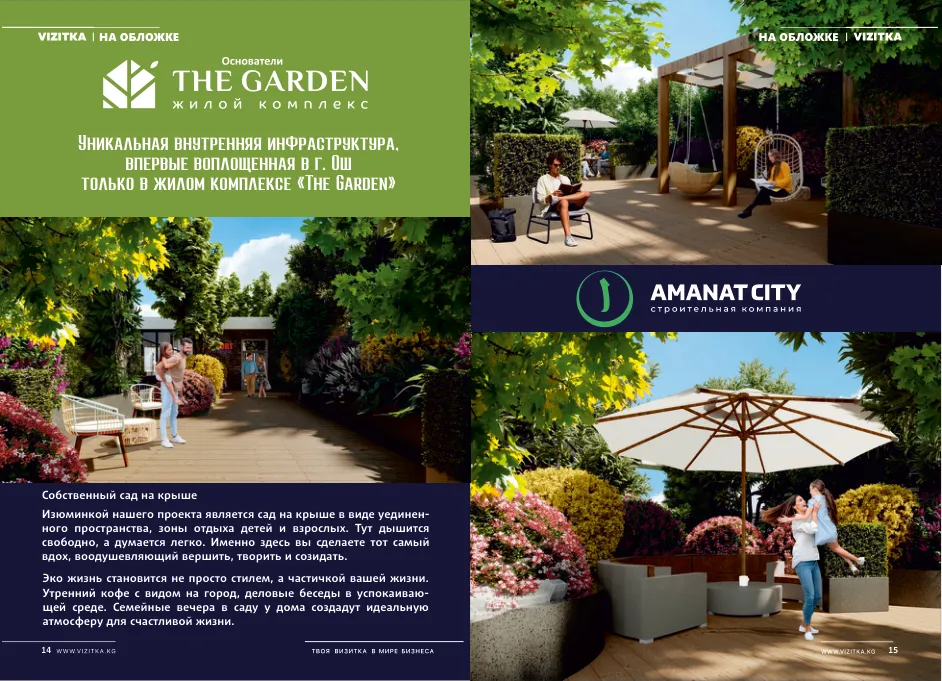 VIZITKA | НА ОБЛОЖКЕ
Основатели
THE GARDEN
жилой комплекс
Уникальная внутренняя инфраструктура,
впервые воплощенная в г. Ош
только в жилом комплексе «The Garden»
Собственный сад на крыше
Изюминкой нашего проекта является сад на крыше в виде уединен-
ного пространства, зоны отдыха детей и взрослых. Тут дышится
свободно, а думается легко. Именно здесь вы сделаете тот самый
вдох, воодушевляющий вершить, творить и созидать.
Эко жизнь становится не просто стилем, а частичкой вашей жизни.
Утренний кофе с видом на город, деловые беседы в успокаиваю-
щей среде. Семейные вечера в саду у дома создадут идеальную
атмосферу для счастливой жизни.
14 WWW.VIZITKA.KG
ТВОЯ ВИЗИТКА В МИРЕ БИЗНЕСА
НА ОБЛОЖКЕ | VIZITKA
AMANAT CITY
строительная компания
WWW.VIZITKA.KG 15